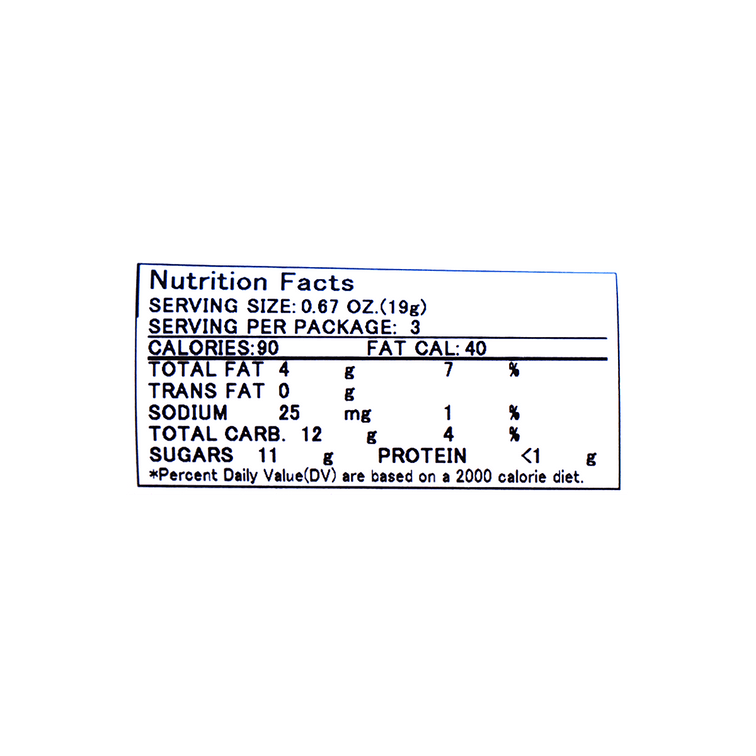 Nutrition Facts
SERVING SIZE: 0.67 OZ.(19g)
SERVING PER PACKAGE: 3
CALORIES:90 FAT CAL: 40
TOTAL FAT 4 g 7 %
TRANS FAT 0 g
SODIUM 25 mg 1 %
TOTAL CARB. 12 g 4 %
SUGARS 11 g PROTEIN <1 g
*Percent Daily Value(DV) are based on a 2000 calorie diet.